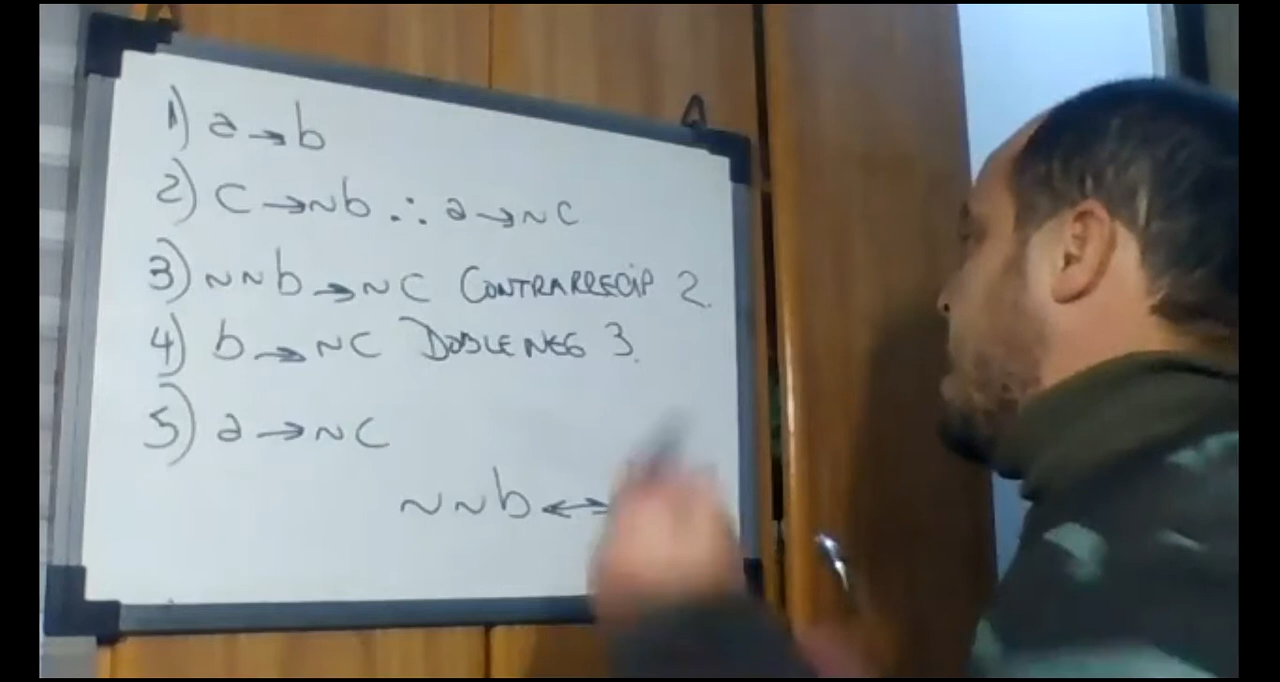 1) a→b
2) C→~b ∴ a→~C
3) ~~b→~C CONTRARRECIP 2.
4) b→~C DOBLE NEG 3.
5) a→~C
~~b↔